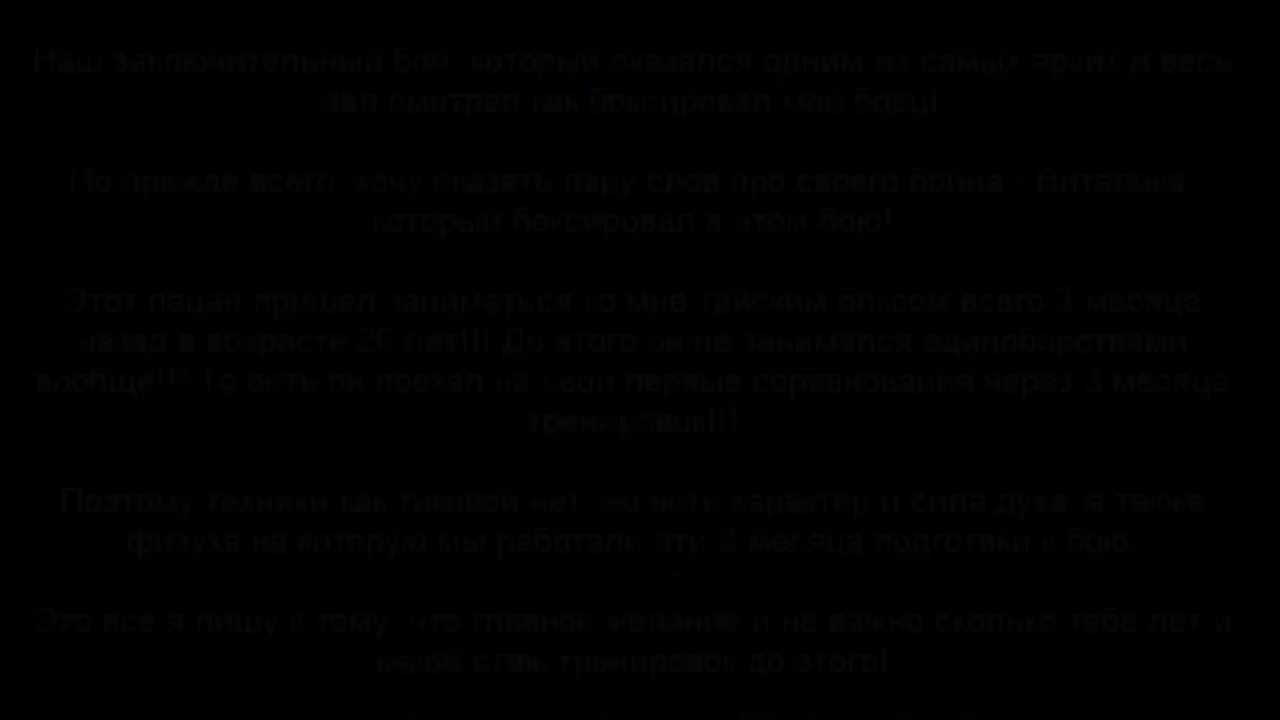 Наш заключительный бой, который оказался одним из самых ярких и весь
зал смотрел как боксировал мой боец!
Но прежде всего, хочу сказать пару слов про своего бойца - Виталика
который боксировал в этом бою!
Этот пацан пришел заниматься ко мне тайским боксом всего 3 месяца
назад в возрасте 26 лет!!! До этого он не занимался единоборствами
вообще!!! То есть он поехал на свои первые соревнования через 3 месяца
тренировок!!!
Поэтому техники как таковой нет, но есть характер и сила духа, а также
физуха на которую мы работали эти 3 месяца подготвки к бою.
Это всё я пишу к тому, что главное желание и не важно сколько тебе лет и
какой стаж тренировок до этого!